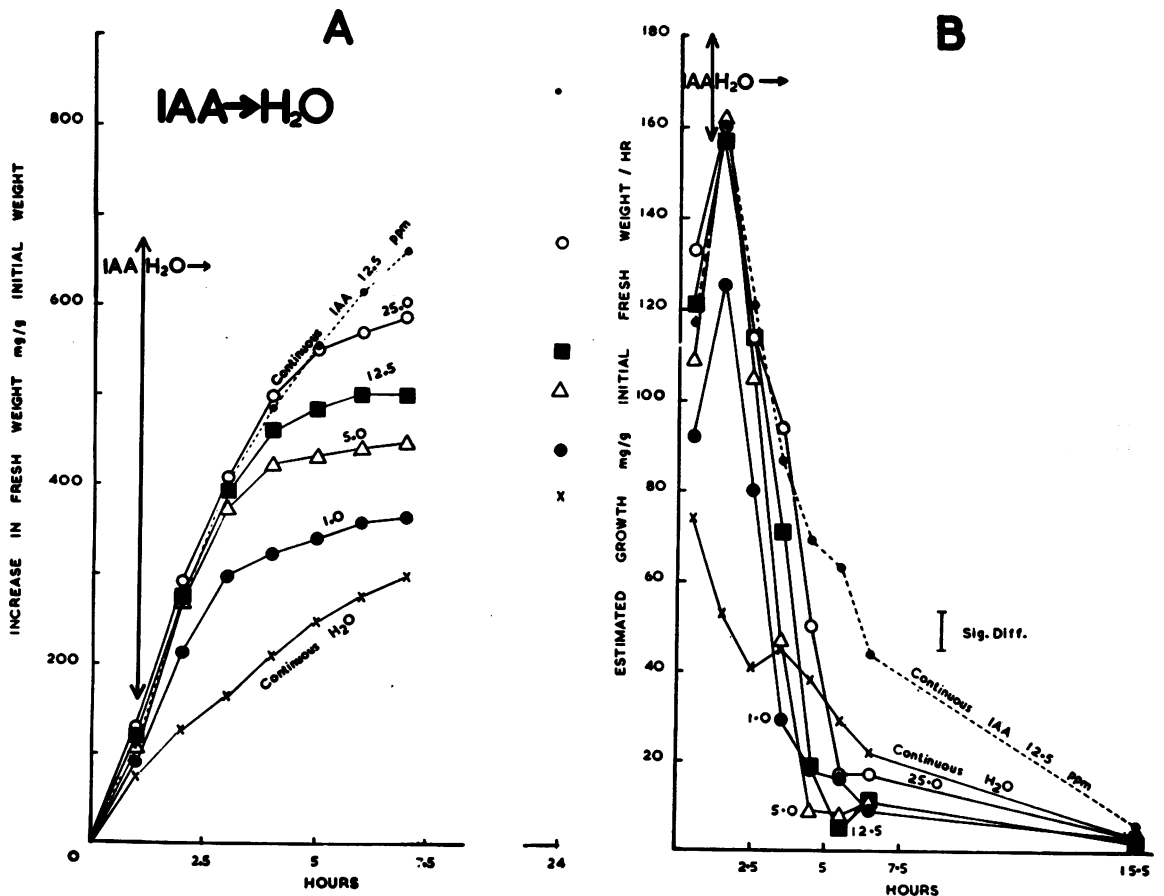 A
IAA→H₂O
INCREASE IN FRESH WEIGHT mg/g INITIAL WEIGHT
800
600
400
200
O
IAA H₂O→
Continuous IAA 12.5 ppm
25.0
12.5
5.0
1.0
Continuous H₂O
2.5
5
7.5
24
HOURS
B
ESTIMATED GROWTH mg/g INITIAL FRESH WEIGHT/HR
180
160
140
120
100
80
60
40
20
IAA H₂O →
Sig. Diff.
Continuous IAA 12.5 ppm
Continuous H₂O
25.0
1.0
5.0
12.5
2.5
5
7.5
15.5
HOURS